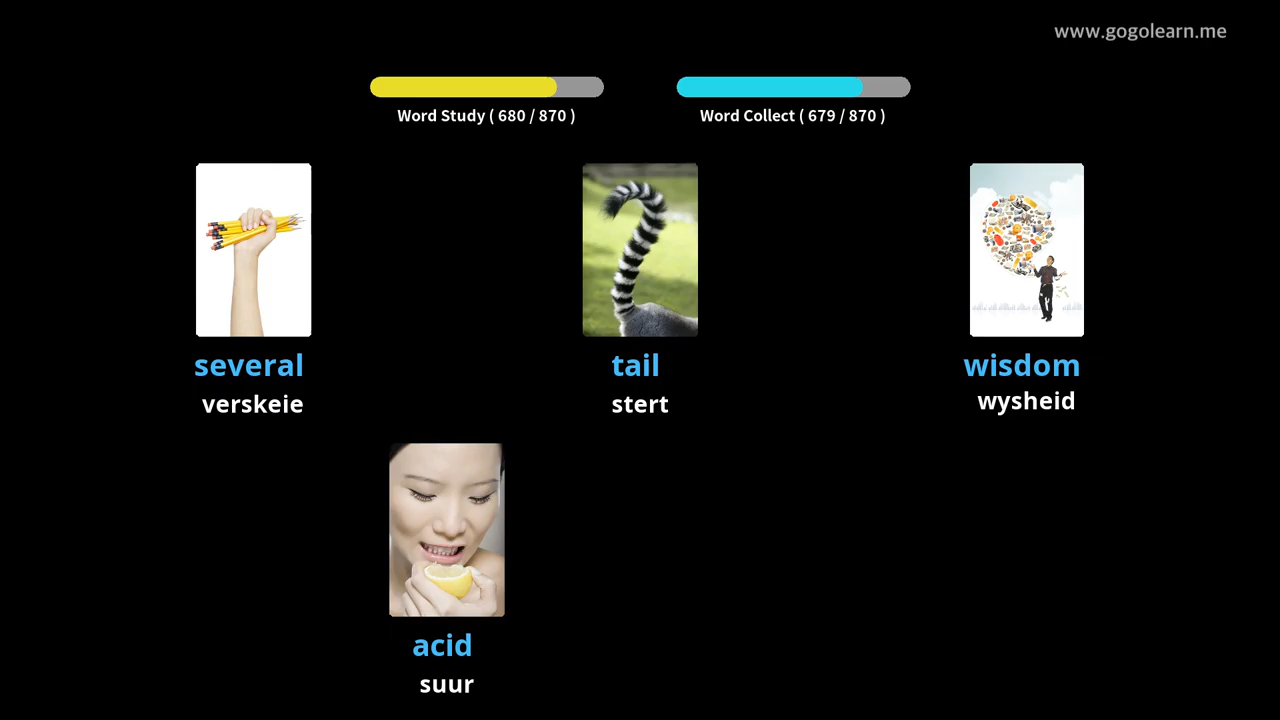 www.gogolearn.me
Word Study ( 680 / 870 )
Word Collect ( 679 / 870 )
several
verskeie
tail
stert
wisdom
wysheid
acid
suur